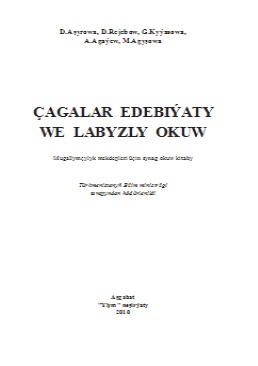 D.Aşyrowa, D.Rejebow, G.Kyýasowa,
A.Agaýew, M.Agyşowa
ÇAGALAR EDEBIÝATY
WE LABYZLY OKUW
Mugallymçylyk mekdepleri üçin synag okuw kitaby
Türkmenistanyň Bilim ministrligi
tarapyndan hödürlenildi
Aşgabat
"Ylym" neşirýaty
2010